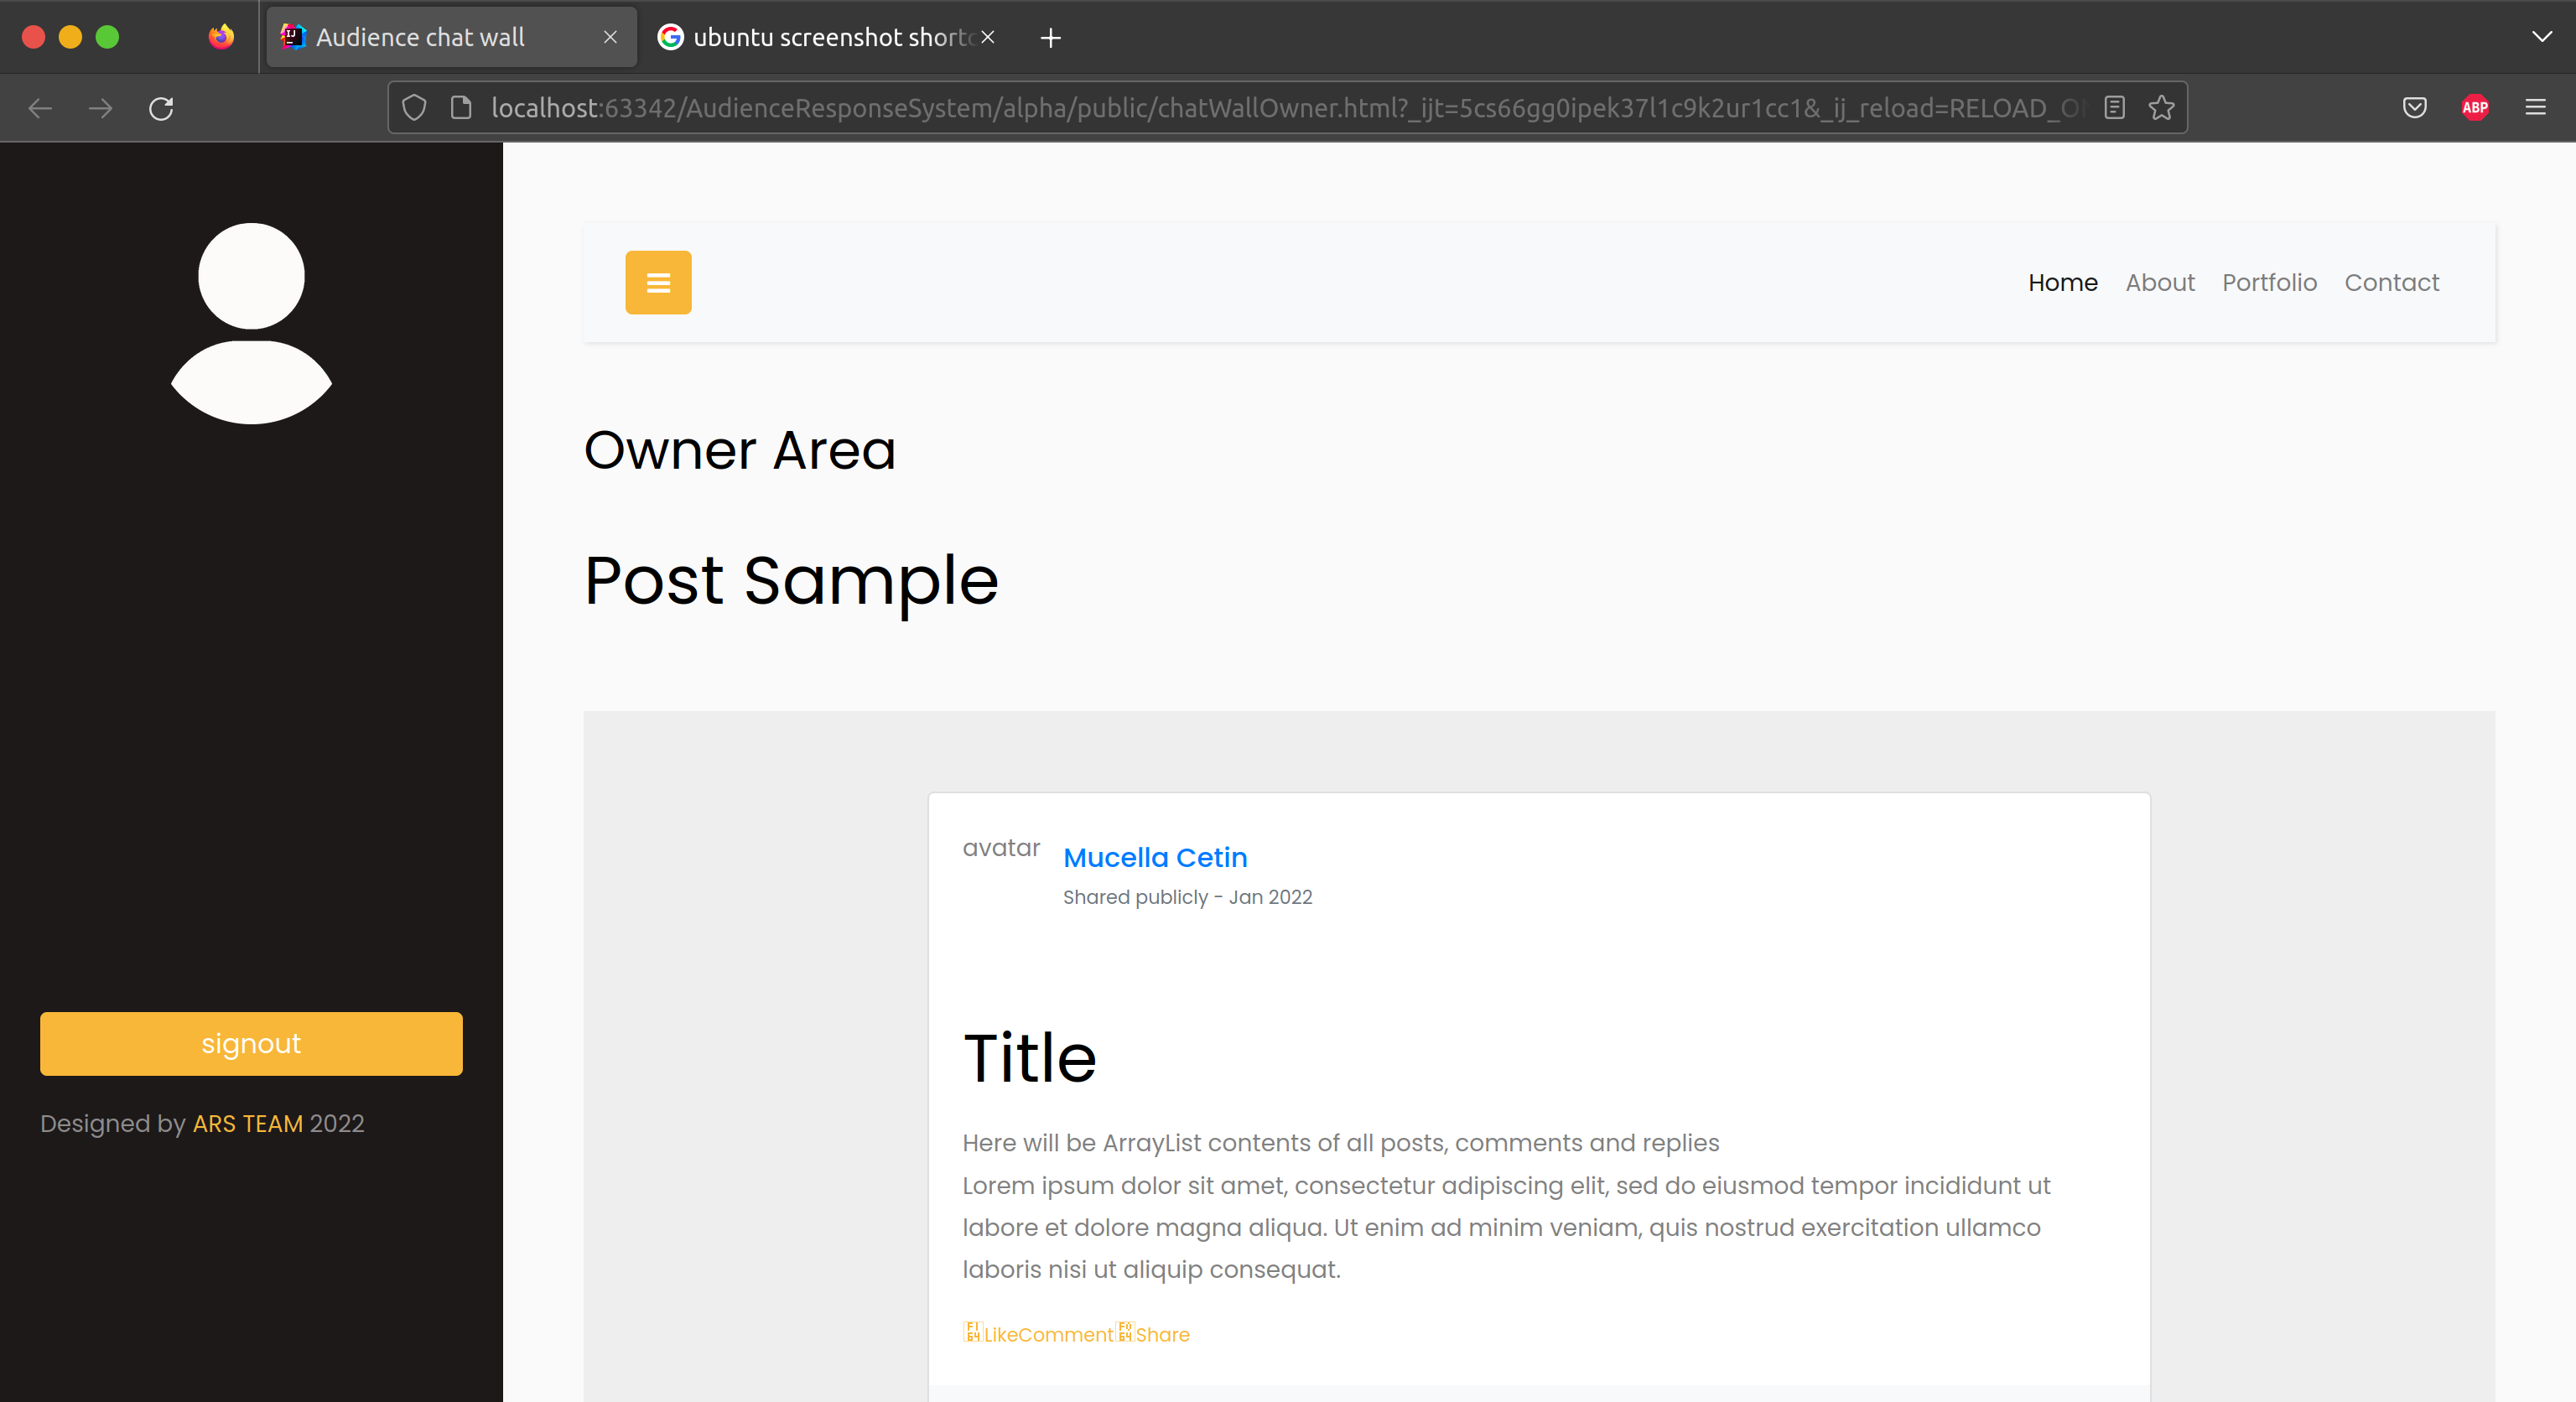 Audience chat wall
ubuntu screenshot shortc
localhost:63342/AudienceResponseSystem/alpha/public/chatWallOwner.html?_ijt=5cs66gg0ipek37l1c9k2ur1cc1&_ij_reload=RELOAD_O
ABP
Home About Portfolio Contact
Owner Area
Post Sample
avatar
Mucella Cetin
Shared publicly - Jan 2022
Title
Here will be ArrayList contents of all posts, comments and replies
Lorem ipsum dolor sit amet, consectetur adipiscing elit, sed do eiusmod tempor incididunt ut
labore et dolore magna aliqua. Ut enim ad minim veniam, quis nostrud exercitation ullamco
laboris nisi ut aliquip consequat.
LikeCommentShare
signout
Designed by ARS TEAM 2022